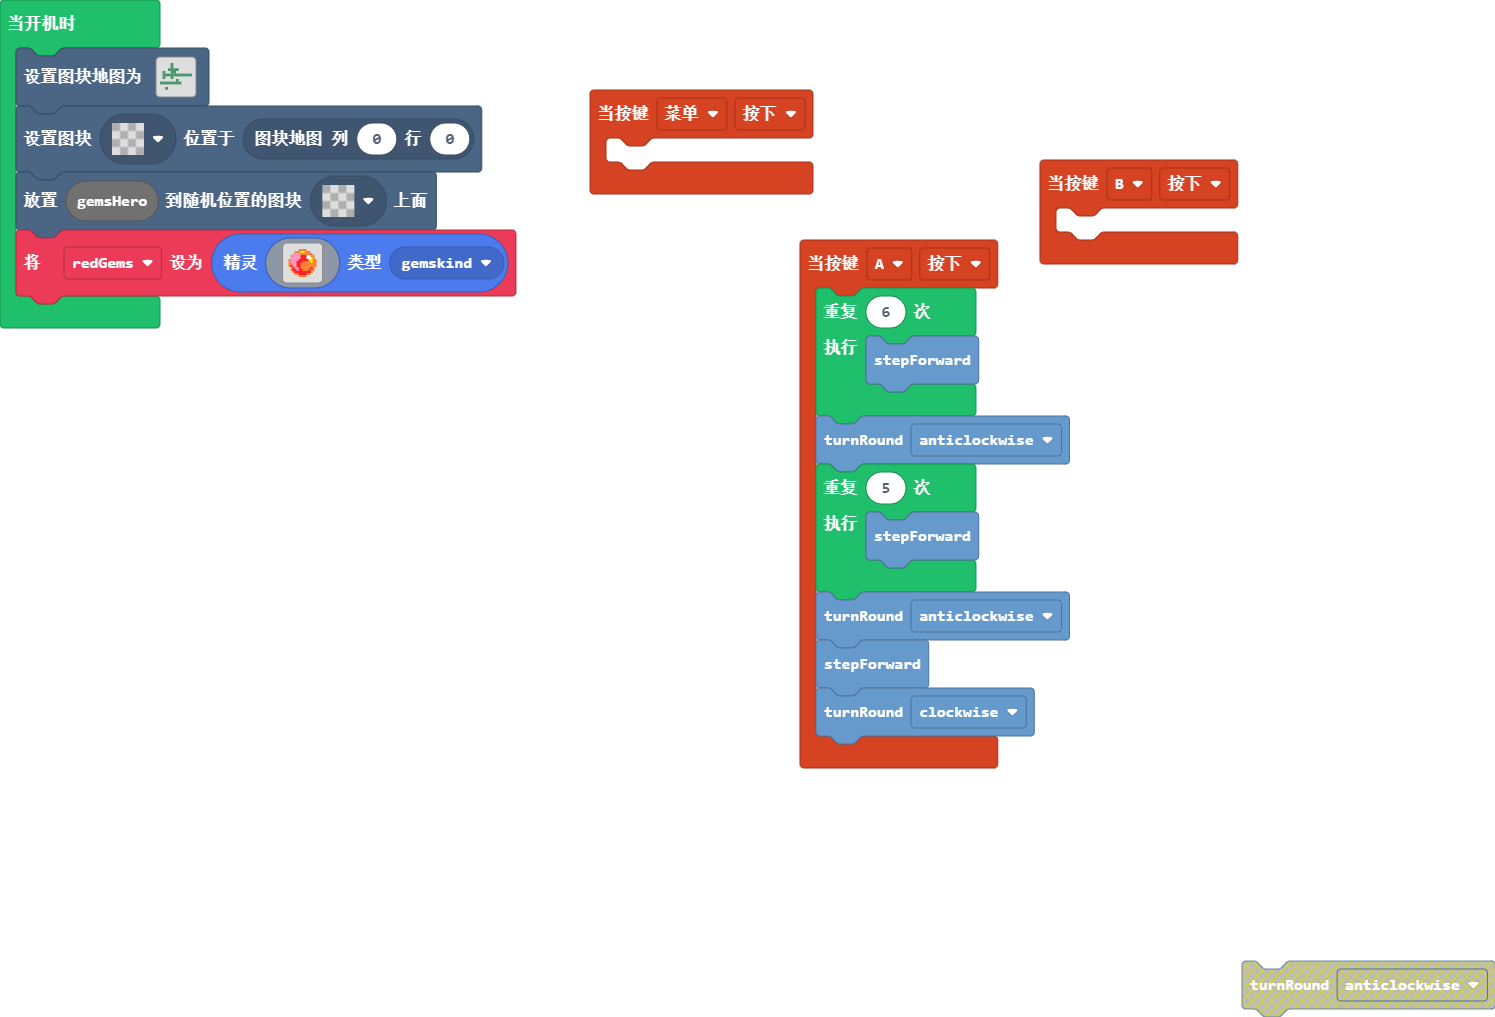 当开机时
设置图块地图为
设置图块 位置于 图块地图 列 0 行 0
放置 gemsHero 到随机位置的图块 上面
将 redGems 设为 精灵 类型 gemskind
当按键 菜单 按下
当按键 B 按下
当按键 A 按下
重复 6 次
执行 stepForward
turnRound anticlockwise
重复 5 次
执行 stepForward
turnRound anticlockwise
stepForward
turnRound clockwise
turnRound anticlockwise